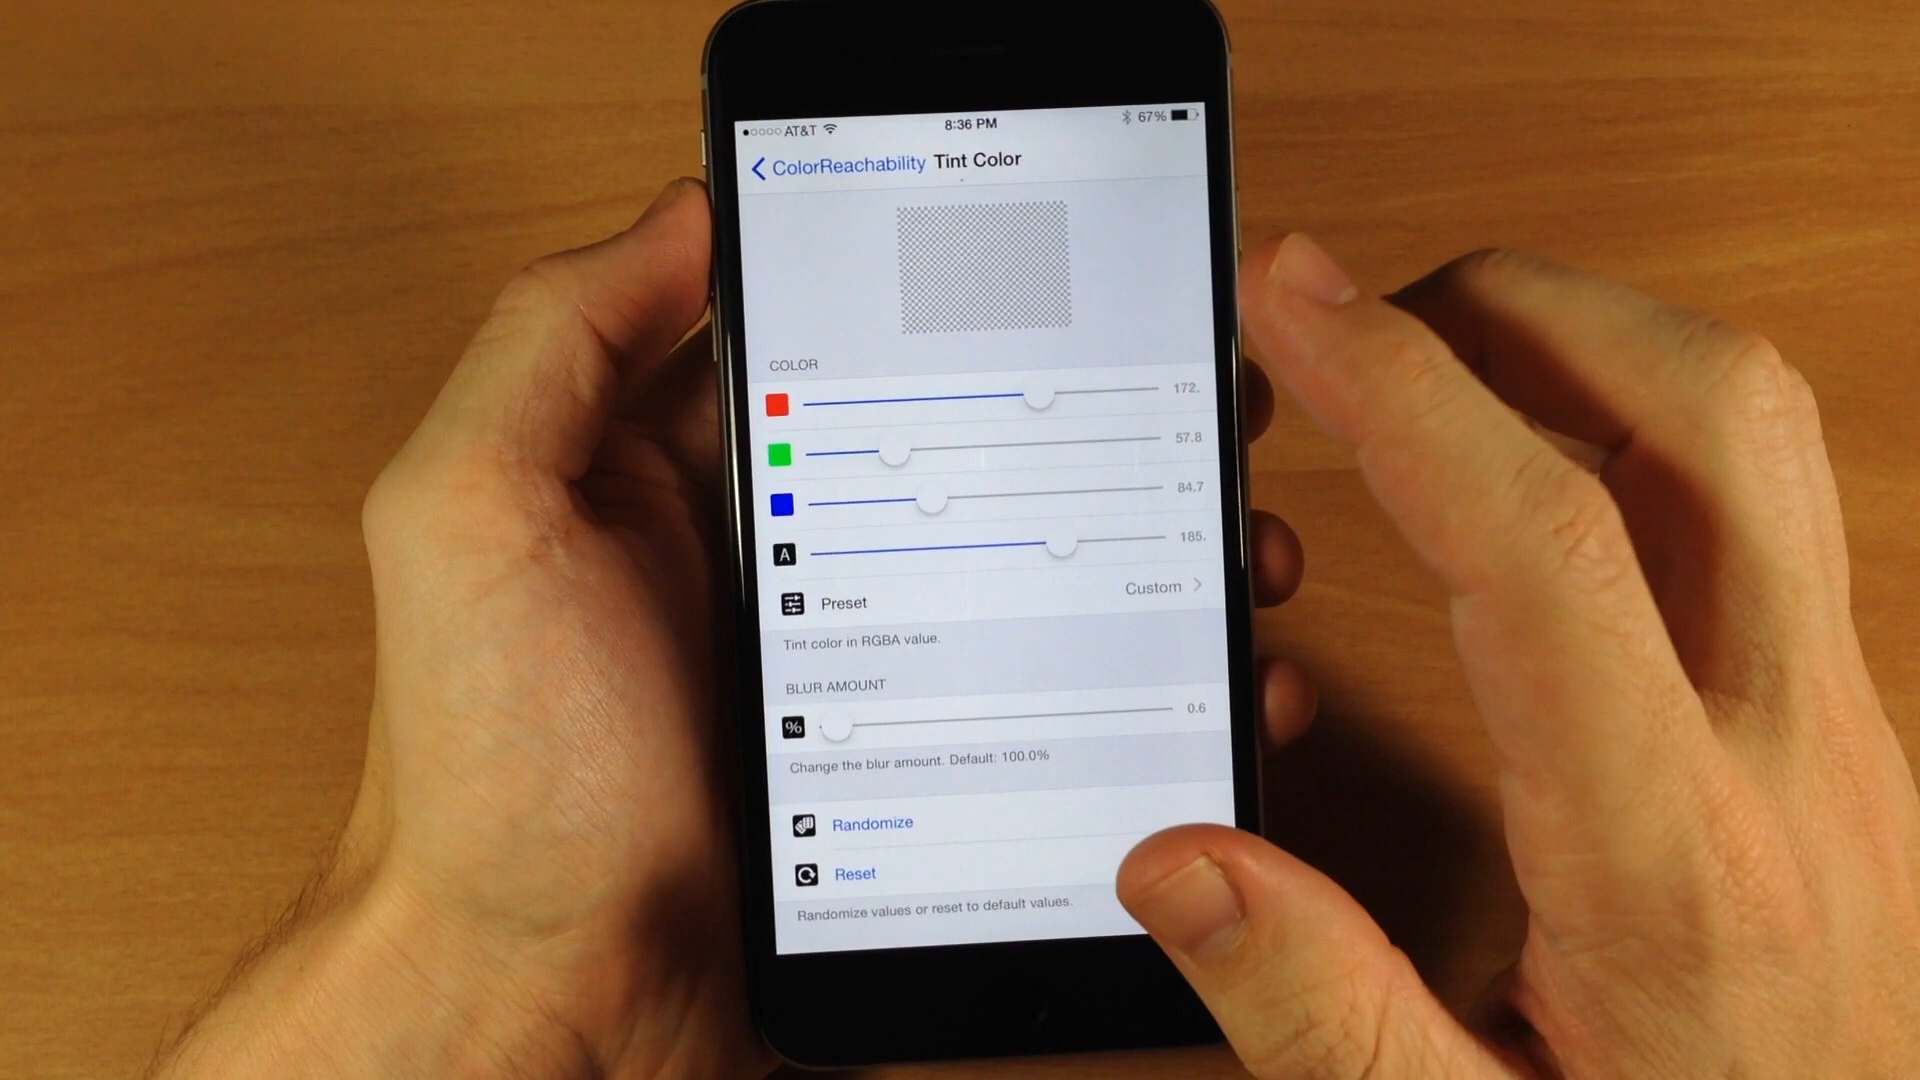 AT&T 8:36 PM 67%
ColorReachability Tint Color
COLOR
172.
57.8
84.7
A 185.
Preset Custom
Tint color in RGBA value.
BLUR AMOUNT
% 0.6
Change the blur amount. Default: 100.0%
Randomize
Reset
Randomize values or reset to default values.